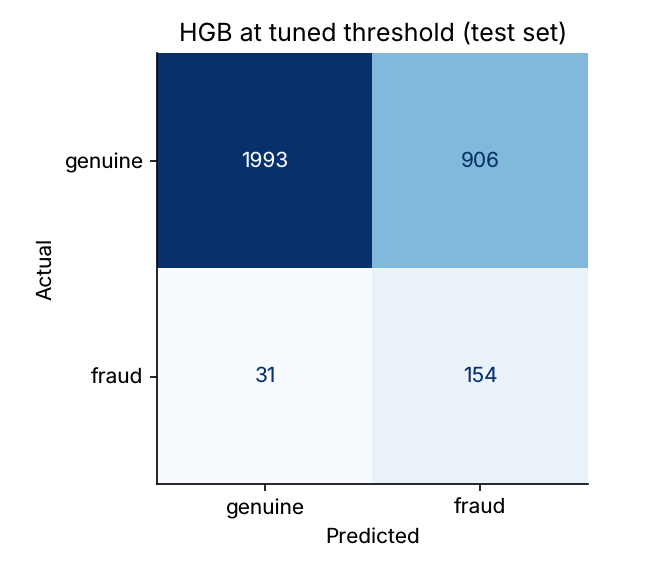 HGB at tuned threshold (test set)
genuine
1993
906
Actual
fraud
31
154
genuine
fraud
Predicted